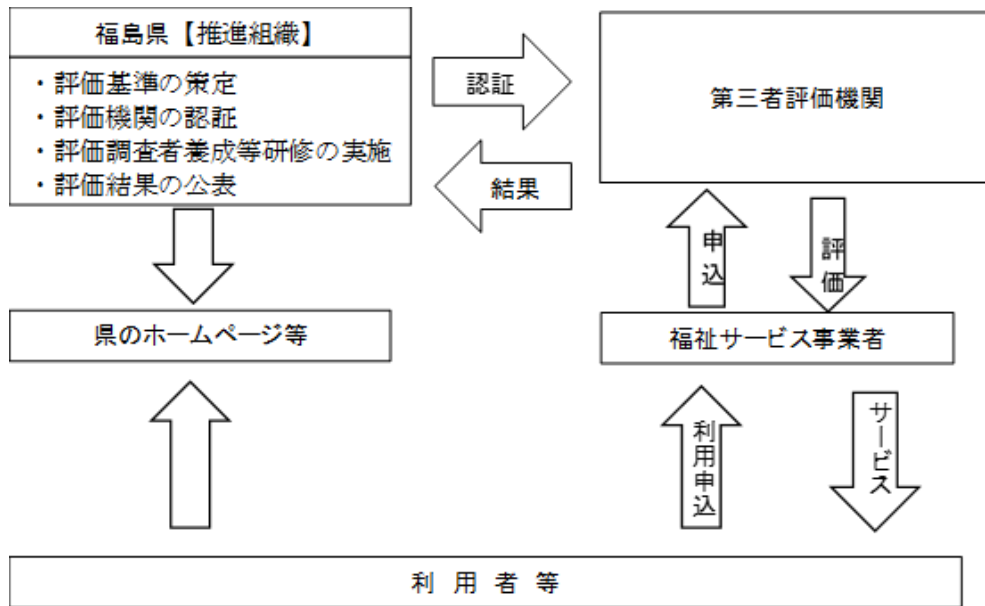 福島県【推進組織】
・評価基準の策定
・評価機関の認証
・評価調査者養成等研修の実施
・評価結果の公表
認証
結果
第三者評価機関
申込
評価
県のホームページ等
福祉サービス事業者
利用申込
サービス
利用者等